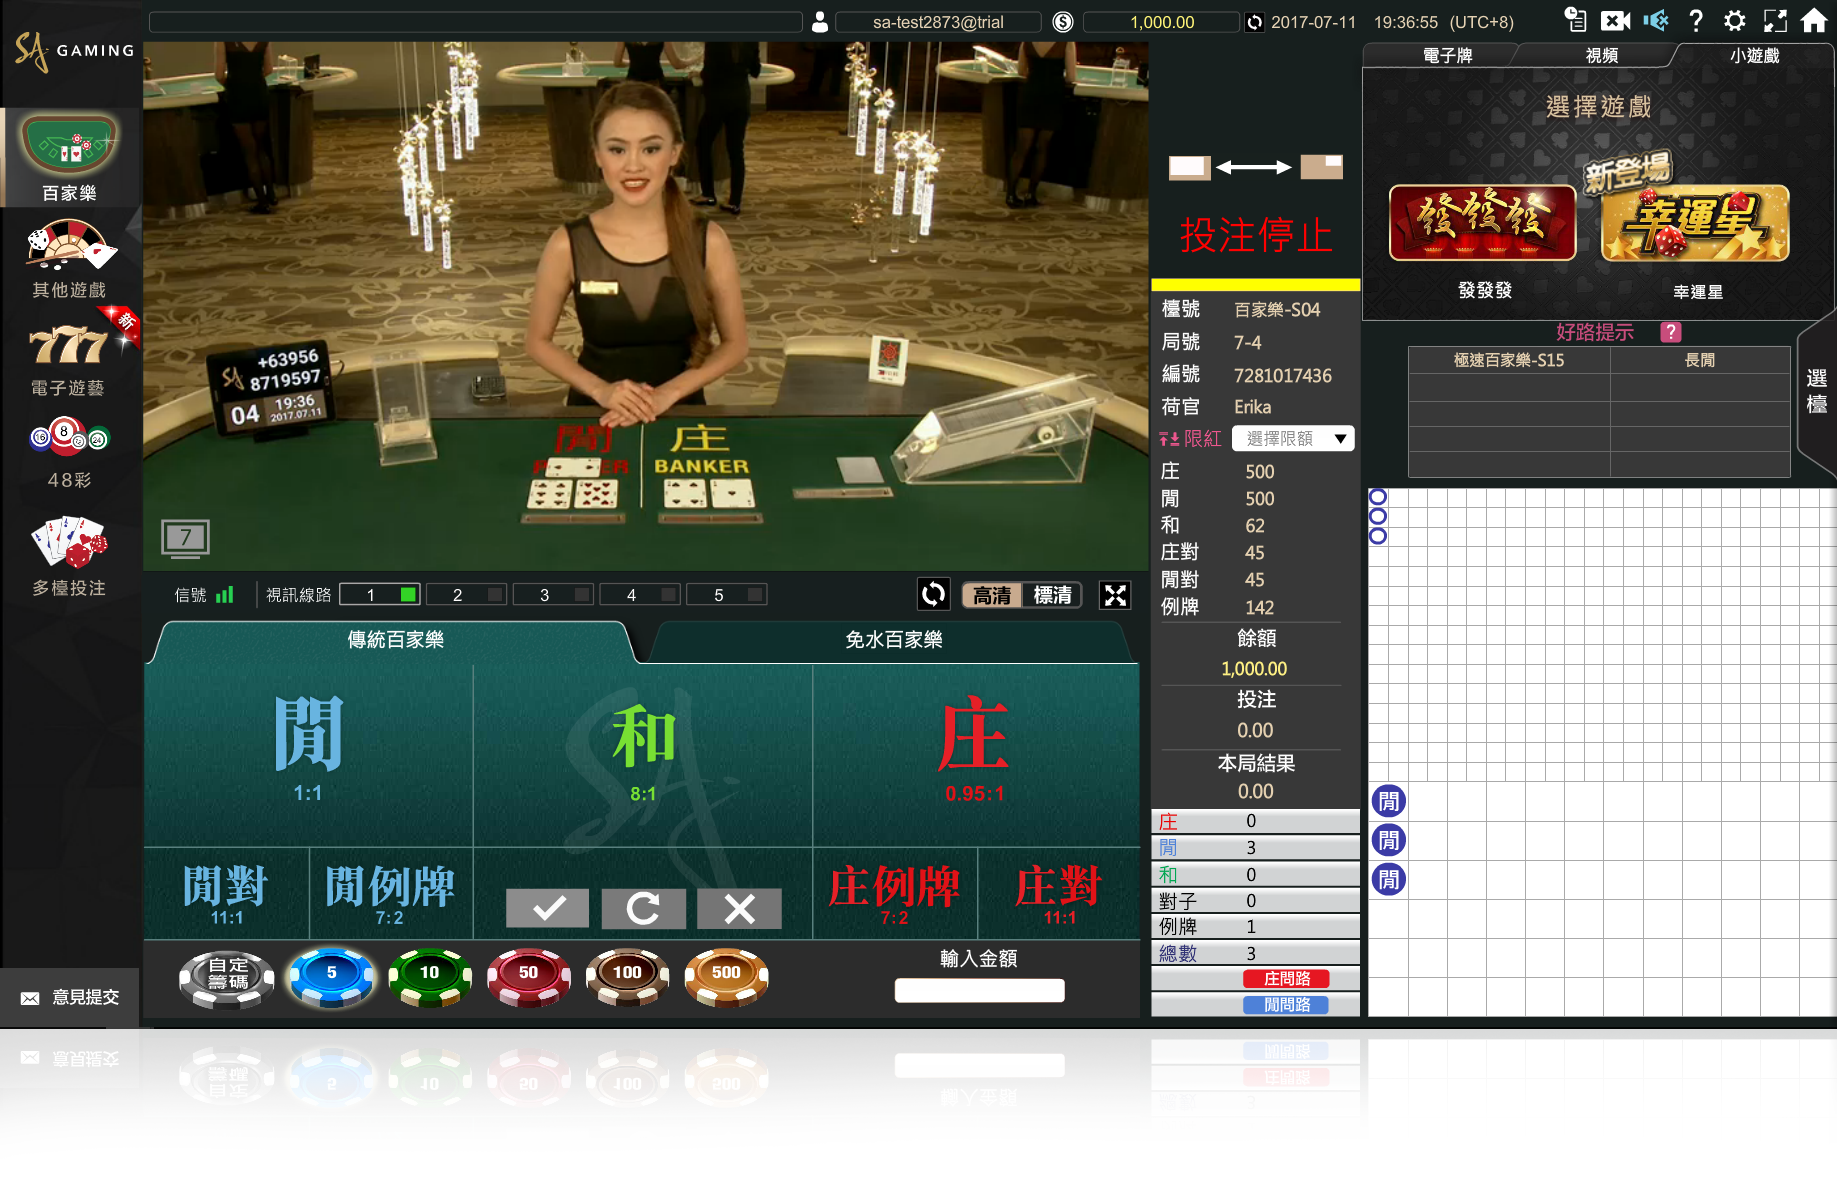 SA GAMING
sa-test2873@trial
1,000.00
2017-07-11 19:36:55 (UTC+8)
百家樂
其他遊戲
新
電子遊藝
48彩
多檯投注
意見提交
+63956
8719597
SA
04
19:36
2017.07.11
閒
庄
BANKER
7
信號
視訊線路
1
2
3
4
5
高清
標清
傳統百家樂
免水百家樂
閒
1:1
和
8:1
庄
0.95:1
閒對
11:1
閒例牌
7:2
庄例牌
7:2
庄對
11:1
自定
籌碼
5
10
50
100
500
輸入金額
投注停止
檯號 百家樂-S04
局號 7-4
編號 7281017436
荷官 Erika
限紅 選擇限額
庄 500
閒 500
和 62
庄對 45
閒對 45
例牌 142
餘額
1,000.00
投注
0.00
本局結果
0.00
庄 0
閒 3
和 0
對子 0
例牌 1
總數 3
庄問路
閒問路
電子牌
視頻
小遊戲
選擇遊戲
新登場
發發發
幸運星
發發發
幸運星
好路提示 ?
極速百家樂-S15 長閒
選
檯
閒
閒
閒